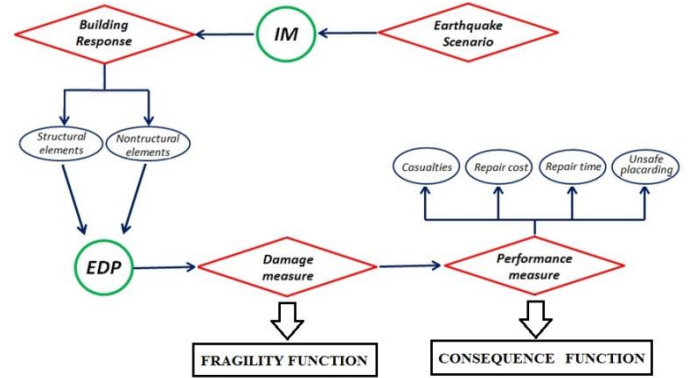 Building
Response
IM
Earthquake
Scenario
Structural
elements
Nontructural
elements
Casualties
Repair cost
Repair time
Unsafe
placarding
EDP
Damage
measure
Performance
measure
FRAGILITY FUNCTION
CONSEQUENCE FUNCTION